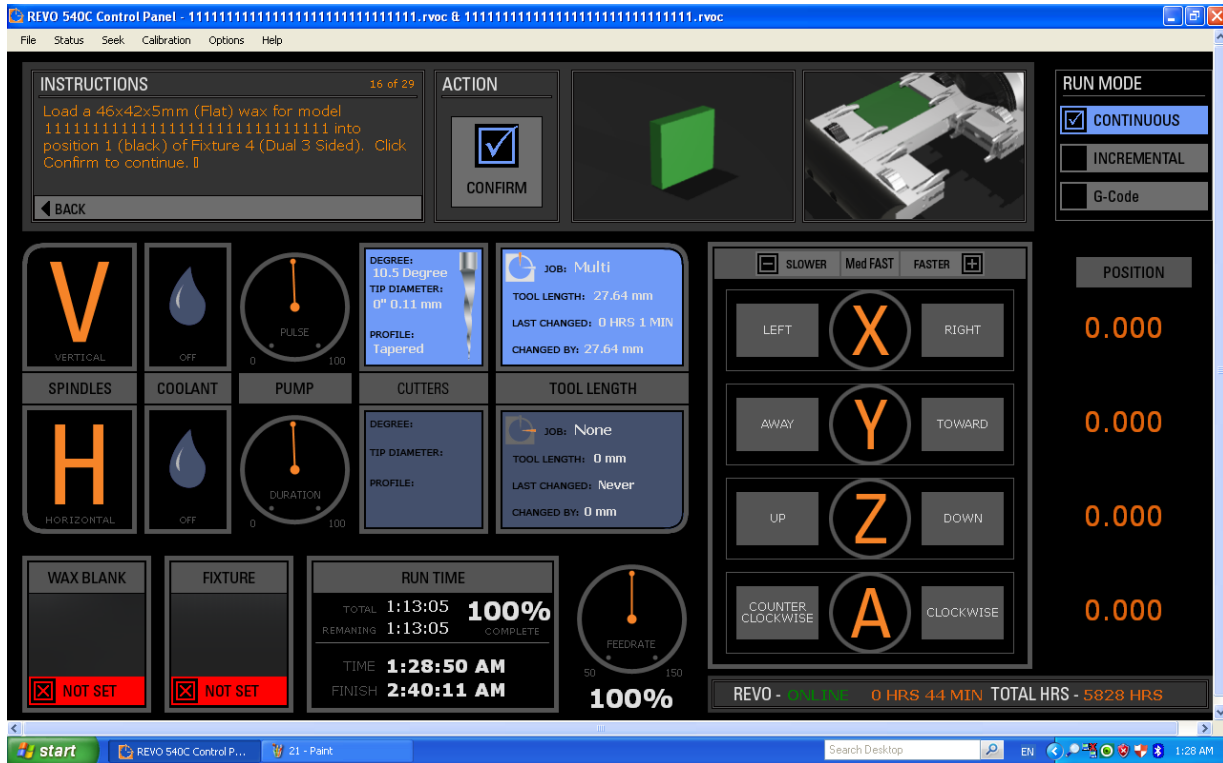 REVO 540C Control Panel - 11111111111111111111111111111111.rvoc & 11111111111111111111111111111111.rvoc
File Status Seek Calibration Options Help
INSTRUCTIONS 16 of 29
Load a 46x42x5mm (Flat) wax for model
11111111111111111111111111111111 into
position 1 (black) of Fixture 4 (Dual 3 Sided). Click
Confirm to continue.
BACK
ACTION
CONFIRM
RUN MODE
CONTINUOUS
INCREMENTAL
G-Code
V
VERTICAL
OFF
PULSE
0 100
DEGREE:
10.5 Degree
TIP DIAMETER:
0" 0.11 mm
PROFILE:
Tapered
JOB: Multi
TOOL LENGTH: 27.64 mm
LAST CHANGED: 0 HRS 1 MIN
CHANGED BY: 27.64 mm
SPINDLES COOLANT PUMP CUTTERS TOOL LENGTH
H
HORIZONTAL
OFF
DURATION
0 100
DEGREE:
TIP DIAMETER:
PROFILE:
JOB: None
TOOL LENGTH: 0 mm
LAST CHANGED: Never
CHANGED BY: 0 mm
SLOWER Med FAST FASTER
POSITION
LEFT X RIGHT 0.000
AWAY Y TOWARD 0.000
UP Z DOWN 0.000
COUNTER
CLOCKWISE A CLOCKWISE 0.000
WAX BLANK
NOT SET
FIXTURE
NOT SET
RUN TIME
TOTAL 1:13:05 100%
REMANING 1:13:05 COMPLETE
TIME 1:28:50 AM
FINISH 2:40:11 AM
FEEDRATE
50 150
100%
REVO - ONLINE 0 HRS 44 MIN TOTAL HRS - 5828 HRS
start REVO 540C Control P... 21 - Paint Search Desktop EN 1:28 AM